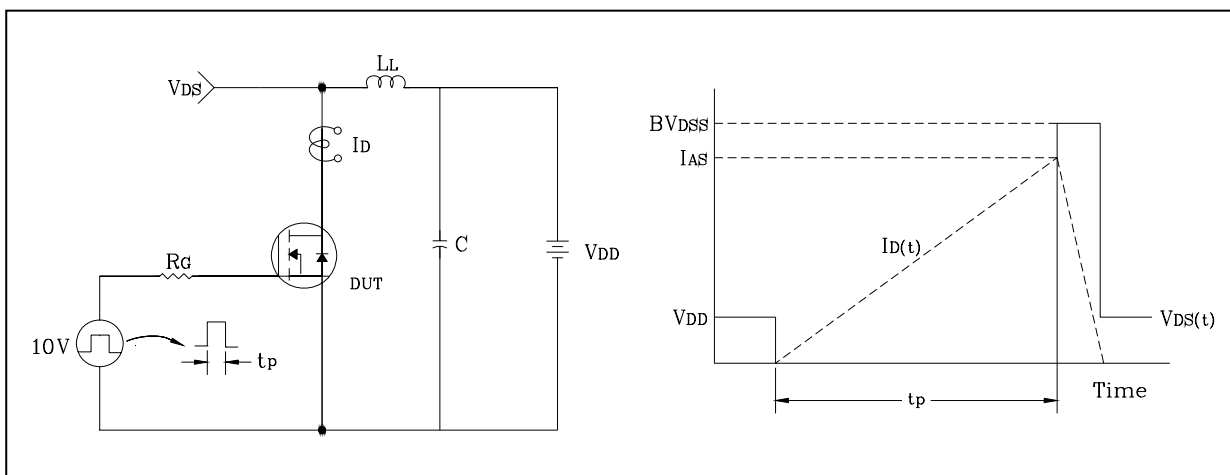 LL
VDS
ID
C
VDD
RG
DUT
10V
tp
BVDSS
IAS
ID(t)
VDD
VDS(t)
Time
tp